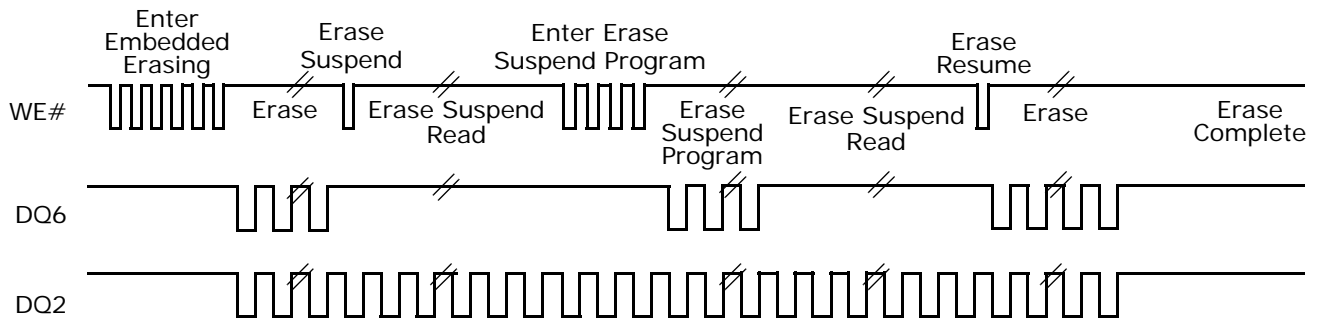 Enter
Embedded
Erasing
Erase
Suspend
Enter Erase
Suspend Program
Erase
Resume
WE#
Erase
Erase Suspend
Read
Erase
Suspend
Program
Erase Suspend
Read
Erase
Erase
Complete
DQ6
DQ2